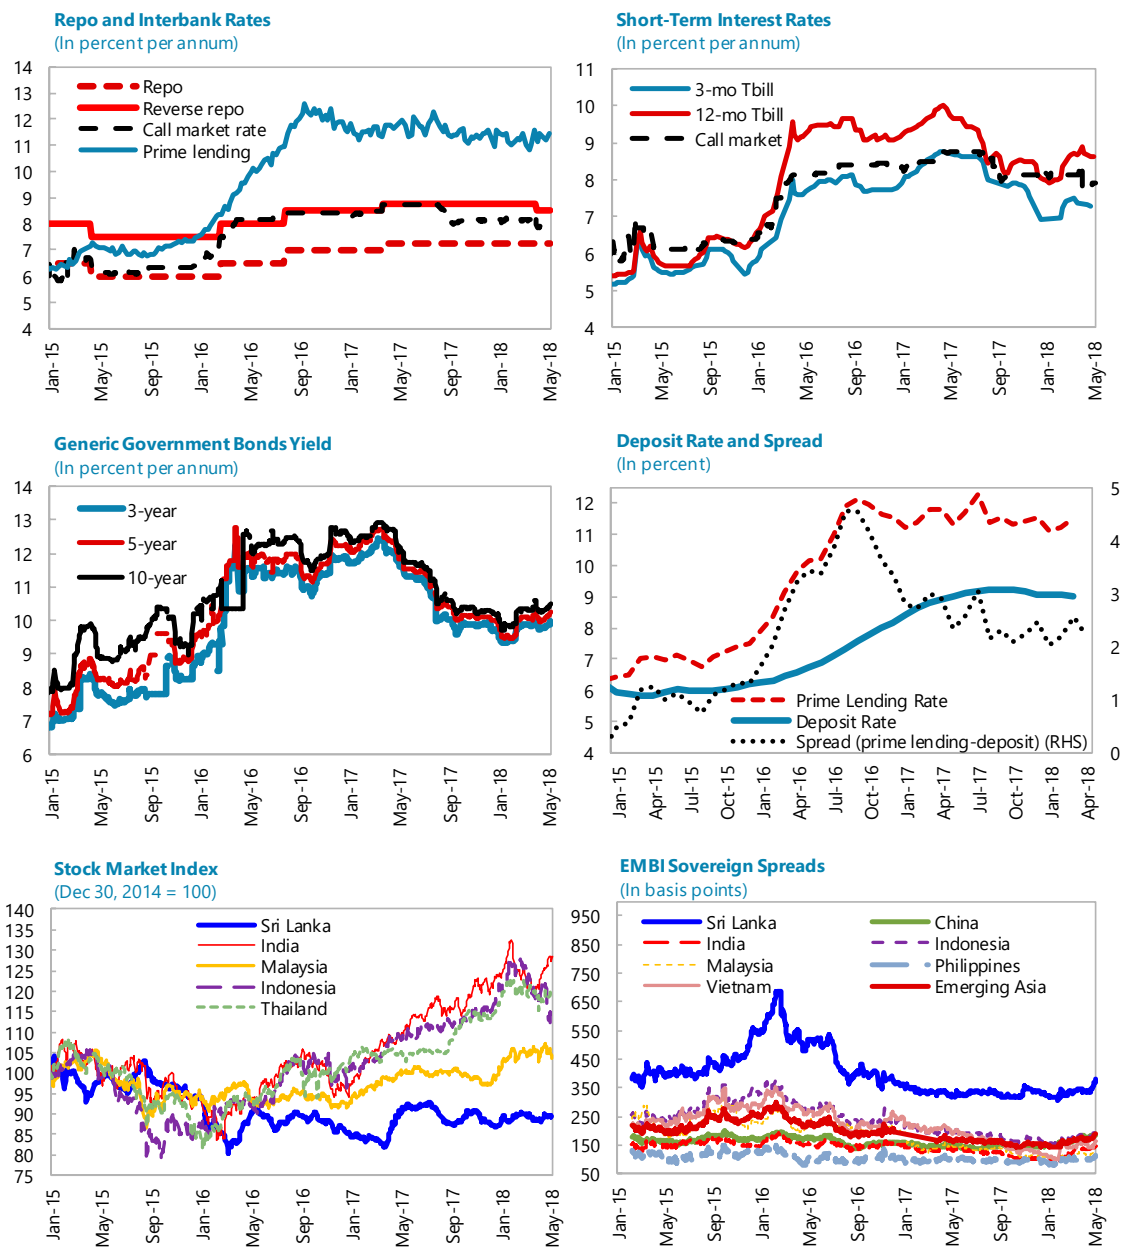 Repo and Interbank Rates
(In percent per annum)
14
13
12
11
10
9
8
7
6
5
4
Repo
Reverse repo
Call market rate
Prime lending
Jan-15
May-15
Sep-15
Jan-16
May-16
Sep-16
Jan-17
May-17
Sep-17
Jan-18
May-18
Short-Term Interest Rates
(In percent per annum)
11
10
9
8
7
6
5
4
3-mo Tbill
12-mo Tbill
Call market
Jan-15
May-15
Sep-15
Jan-16
May-16
Sep-16
Jan-17
May-17
Sep-17
Jan-18
May-18
Generic Government Bonds Yield
(In percent per annum)
14
13
12
11
10
9
8
7
6
3-year
5-year
10-year
Jan-15
May-15
Sep-15
Jan-16
May-16
Sep-16
Jan-17
May-17
Sep-17
Jan-18
May-18
Deposit Rate and Spread
(In percent)
12
11
10
9
8
7
6
5
4
5
4
3
2
1
0
Prime Lending Rate
Deposit Rate
Spread (prime lending-deposit) (RHS)
Jan-15
Apr-15
Jul-15
Oct-15
Jan-16
Apr-16
Jul-16
Oct-16
Jan-17
Apr-17
Jul-17
Oct-17
Jan-18
Apr-18
Stock Market Index
(Dec 30, 2014 = 100)
140
135
130
125
120
115
110
105
100
95
90
85
80
75
Sri Lanka
India
Malaysia
Indonesia
Thailand
Jan-15
May-15
Sep-15
Jan-16
May-16
Sep-16
Jan-17
May-17
Sep-17
Jan-18
May-18
EMBI Sovereign Spreads
(In basis points)
950
850
750
650
550
450
350
250
150
50
Sri Lanka
China
India
Indonesia
Malaysia
Philippines
Vietnam
Emerging Asia
Jan-15
May-15
Sep-15
Jan-16
May-16
Sep-16
Jan-17
May-17
Sep-17
Jan-18
May-18